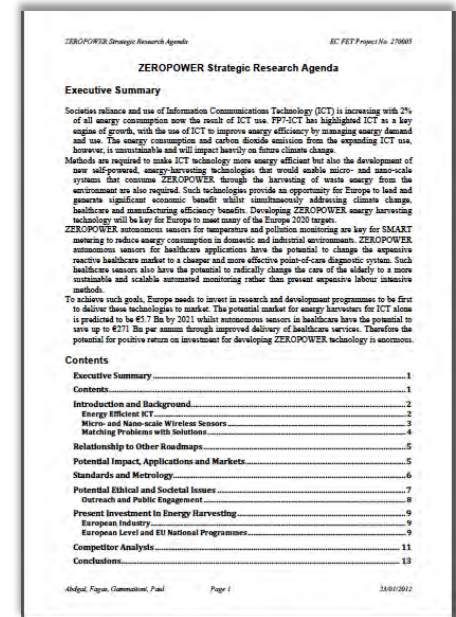 ZEROPOWER Strategic Research Agenda EC FET Project No. 270005
ZEROPOWER Strategic Research Agenda
Executive Summary
Societies reliance and use of Information Communications Technology (ICT) is increasing with 2%
of all energy consumption now the result of ICT use. FP7-ICT has highlighted ICT as a key
engine of growth, with the use of ICT to improve energy efficiency by managing energy demand
and use. The energy consumption and carbon dioxide emission from the expanding ICT use,
however, is unsustainable and will impact heavily on future climate change.
Methods are required to make ICT technology more energy efficient but also the development of
new self-powered, energy-harvesting technologies that would enable micro- and nano-scale
systems that consume ZEROPOWER through the harvesting of waste energy from the
environment are also required. Such technologies provide an opportunity for Europe to lead and
generate significant economic benefit whilst simultaneously addressing climate change,
healthcare and manufacturing efficiency benefits. Developing ZEROPOWER energy harvesting
technology will be key for Europe to meet many of the Europe 2020 targets.
ZEROPOWER autonomous sensors for temperature and pollution monitoring are key for SMART
metering to reduce energy consumption in domestic and industrial environments. ZEROPOWER
autonomous sensors for healthcare applications have the potential to change the expensive
reactive healthcare market to a cheaper and more effective point-of-care diagnostic system. Such
healthcare sensors also have the potential to radically change the care of the elderly to a more
sustainable and scalable automated monitoring rather than present expensive labour intensive
methods.
To achieve such goals, Europe needs to invest in research and development programmes to be first
to deliver these technologies to market. The potential market for energy harvesters for ICT alone
is predicted to be €5.7 Bn by 2021 whilst autonomous sensors in healthcare have the potential to
save up to €271 Bn per annum through improved delivery of healthcare services. Therefore the
potential for positive return on investment for developing ZEROPOWER technology is enormous.
Contents
Executive Summary 1
Contents 1
Introduction and Background 2
Energy Efficient ICT 2
Micro- and Nano-scale Wireless Sensors 3
Matching Problems with Solutions 4
Relationship to Other Roadmaps 5
Potential Impact, Applications and Markets 5
Standards and Metrology 6
Potential Ethical and Societal Issues 7
Outreach and Public Engagement 8
Present Investment in Energy Harvesting 9
European Industry 9
European Level and EU National Programmes 9
Competitor Analysis 11
Conclusions 13
Abdgal, Fagas, Gammaitoni, Paul Page 1 23/01/2012